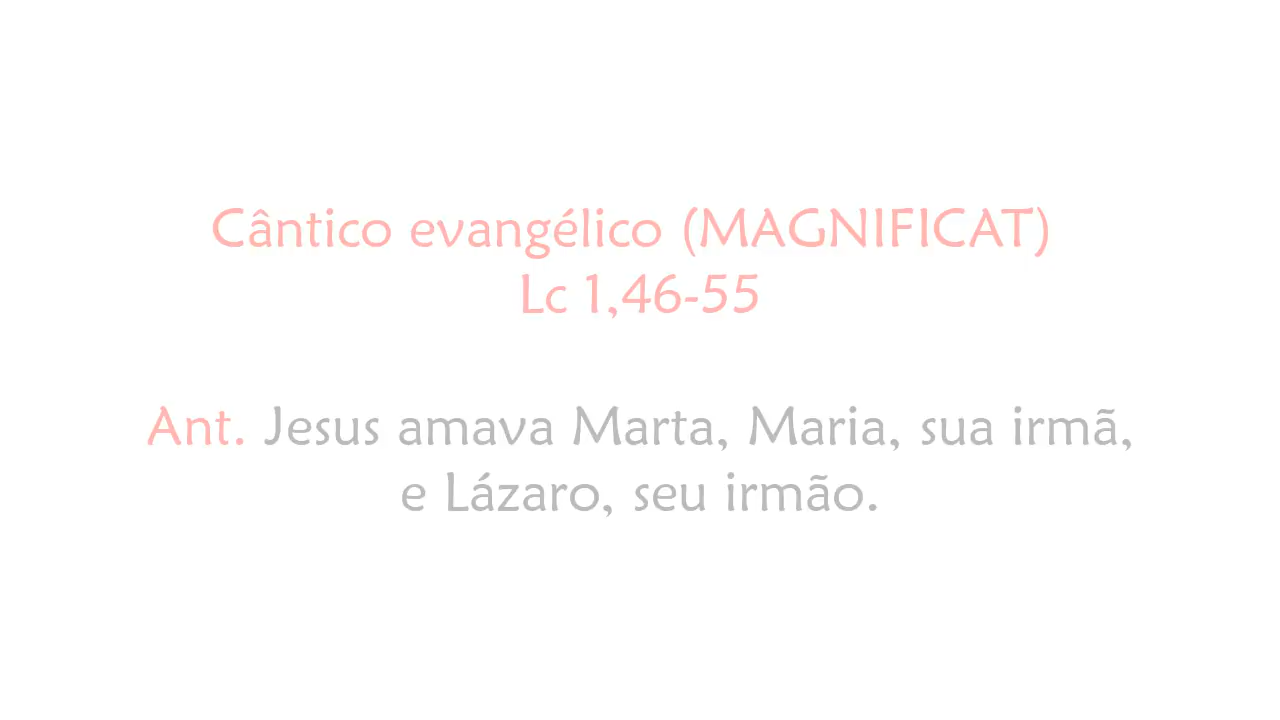 Cântico evangélico (MAGNIFICAT)
Lc 1,46-55
Ant. Jesus amava Marta, Maria, sua irmã,
e Lázaro, seu irmão.